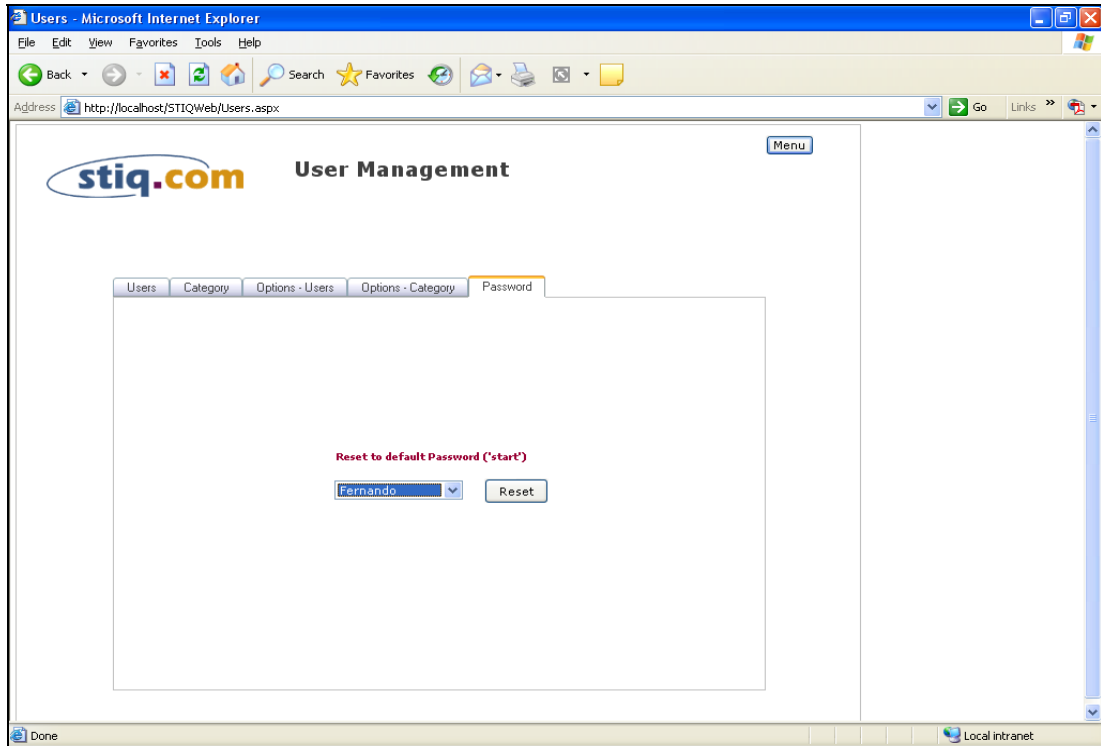 Users - Microsoft Internet Explorer
File Edit View Favorites Tools Help
Back Search Favorites
Address http://localhost/STIQWeb/Users.aspx Go Links »
Menu
stiq.com User Management
Users Category Options - Users Options - Category Password
Reset to default Password ('start')
Fernando Reset
Done Local intranet